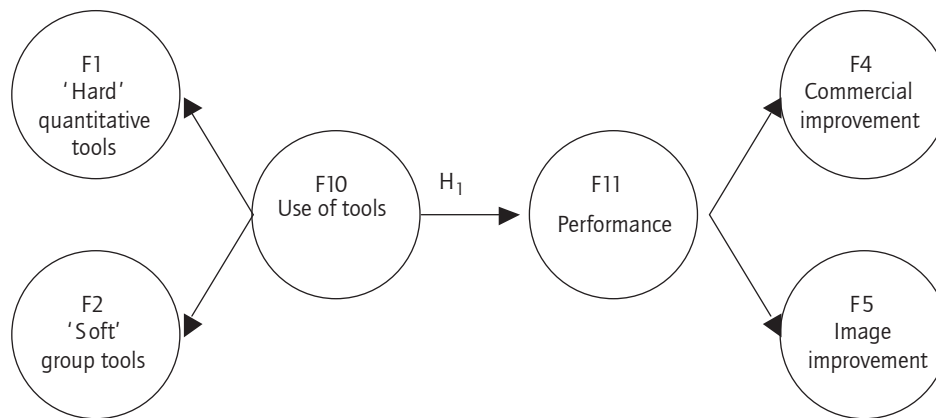 F1
'Hard'
quantitative
tools
F10
Use of tools
F2
'Soft'
group tools
H1
F11
Performance
F4
Commercial
improvement
F5
Image
improvement